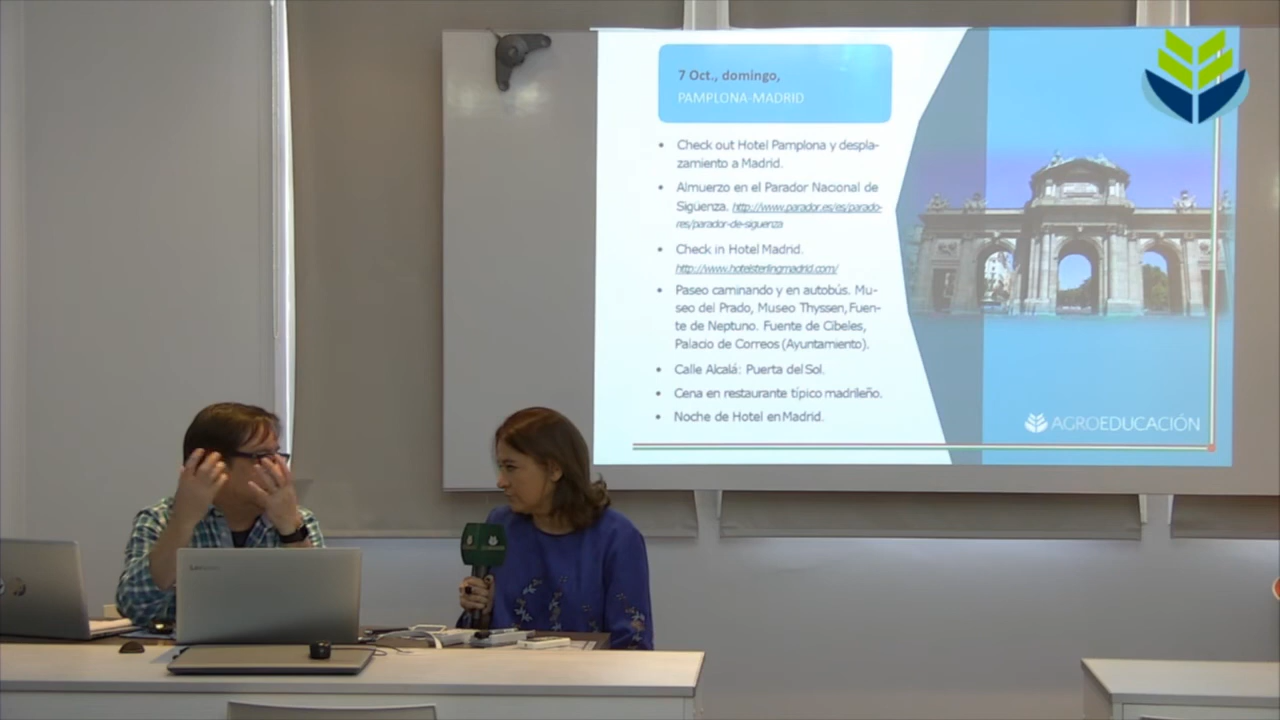 7 Oct., domingo,
PAMPLONA-MADRID
• Check out Hotel Pamplona y despla-
zamiento a Madrid.
• Almuerzo en el Parador Nacional de
Sigüenza. http://www.parador.es/es/parado-
res/parador-de-siguenza
• Check in Hotel Madrid.
http://www.hotelsterlingmadrid.com/
• Paseo caminando y en autobús. Mu-
seo del Prado, Museo Thyssen, Fuen-
te de Neptuno. Fuente de Cibeles,
Palacio de Correos (Ayuntamiento).
• Calle Alcalá: Puerta del Sol.
• Cena en restaurante típico madrileño.
• Noche de Hotel en Madrid.
AGROEDUCACIÓN
Lenovo